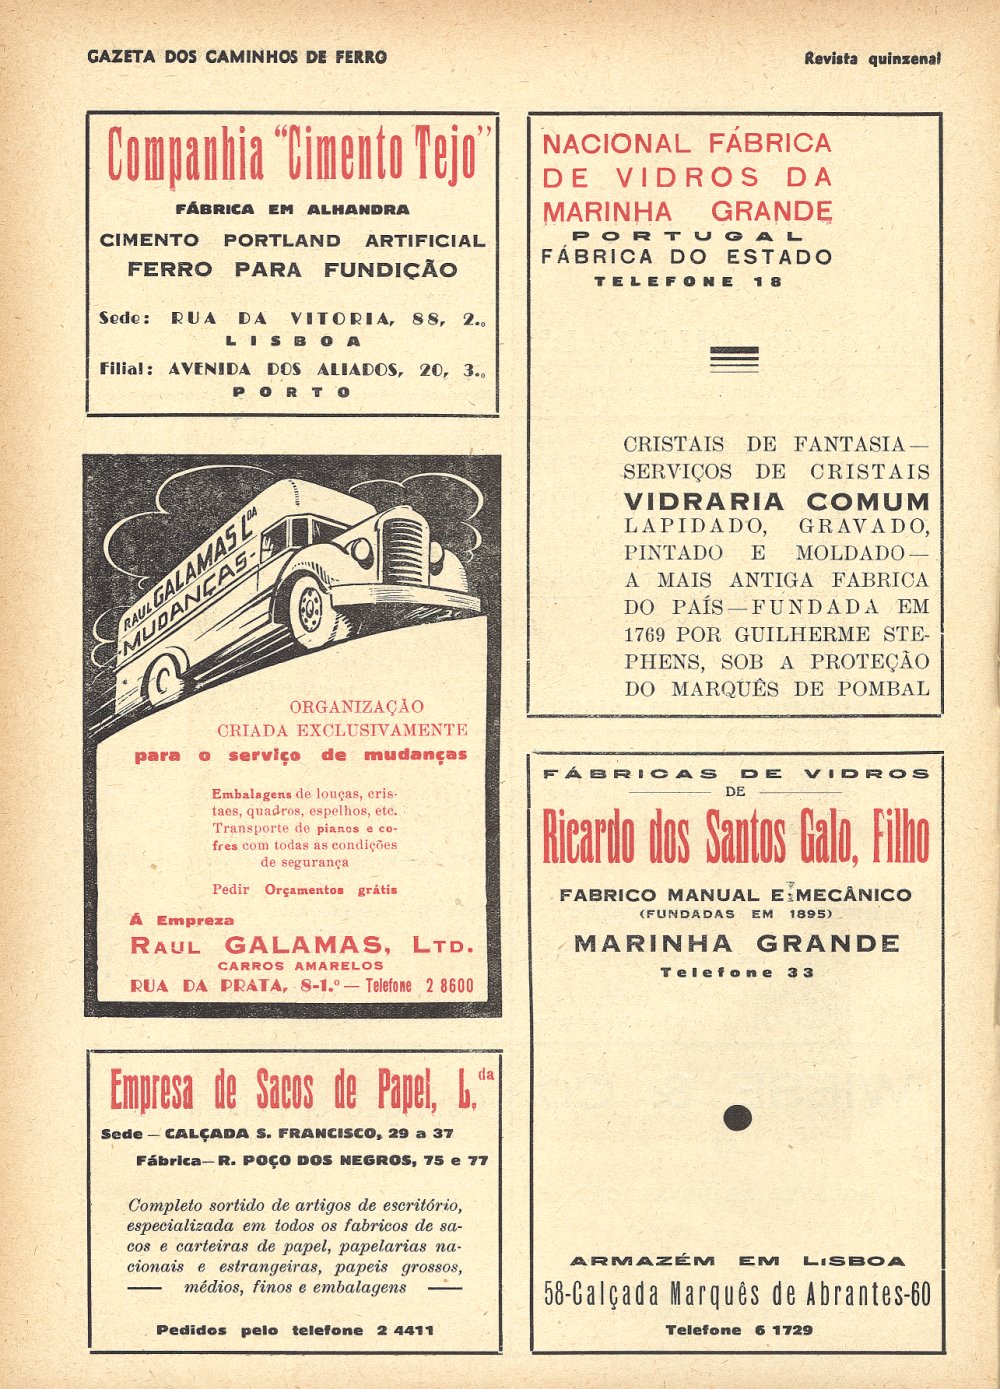 GAZETA DOS CAMINHOS DE FERRO
Revista quinzenal
Companhia "Cimento Tejo"
FÁBRICA EM ALHANDRA
CIMENTO PORTLAND ARTIFICIAL
FERRO PARA FUNDIÇÃO
Sede: RUA DA VITORIA, 88, 2.º
LISBOA
Filial: AVENIDA DOS ALIADOS, 20, 3.º
PORTO
RAUL GALAMAS L.DA
-MUDANÇAS-
ORGANIZAÇÃO
CRIADA EXCLUSIVAMENTE
para o serviço de mudanças
Embalagens de louças, cris-
taes, quadros, espelhos, etc.
Transporte de pianos e co-
fres com todas as condições
de segurança
Pedir Orçamentos grátis
Á Empreza
RAUL GALAMAS, LTD.
CARROS AMARELOS
RUA DA PRATA, 8-1.º — Telefone 2 8600
Empresa de Sacos de Papel, L.da
Sede — CALÇADA S. FRANCISCO, 29 a 37
Fábrica— R. POÇO DOS NEGROS, 75 e 77
Completo sortido de artigos de escritório,
especializada em todos os fabricos de sa-
cos e carteiras de papel, papelarias na-
cionais e estrangeiras, papeis grossos,
médios, finos e embalagens
Pedidos pelo telefone 2 4411
NACIONAL FÁBRICA
DE VIDROS DA
MARINHA GRANDE
PORTUGAL
FÁBRICA DO ESTADO
TELEFONE 18
CRISTAIS DE FANTASIA—
SERVIÇOS DE CRISTAIS
VIDRARIA COMUM
LAPIDADO, GRAVADO,
PINTADO E MOLDADO—
A MAIS ANTIGA FABRICA
DO PAÍS—FUNDADA EM
1769 POR GUILHERME STE-
PHENS, SOB A PROTEÇÃO
DO MARQUÊS DE POMBAL
FÁBRICAS DE VIDROS
DE
Ricardo dos Santos Galo, Filho
FABRICO MANUAL E MECÂNICO
(FUNDADAS EM 1895)
MARINHA GRANDE
Telefone 33
ARMAZÉM EM LISBOA
58-Calçada Marquês de Abrantes-60
Telefone 6 1729